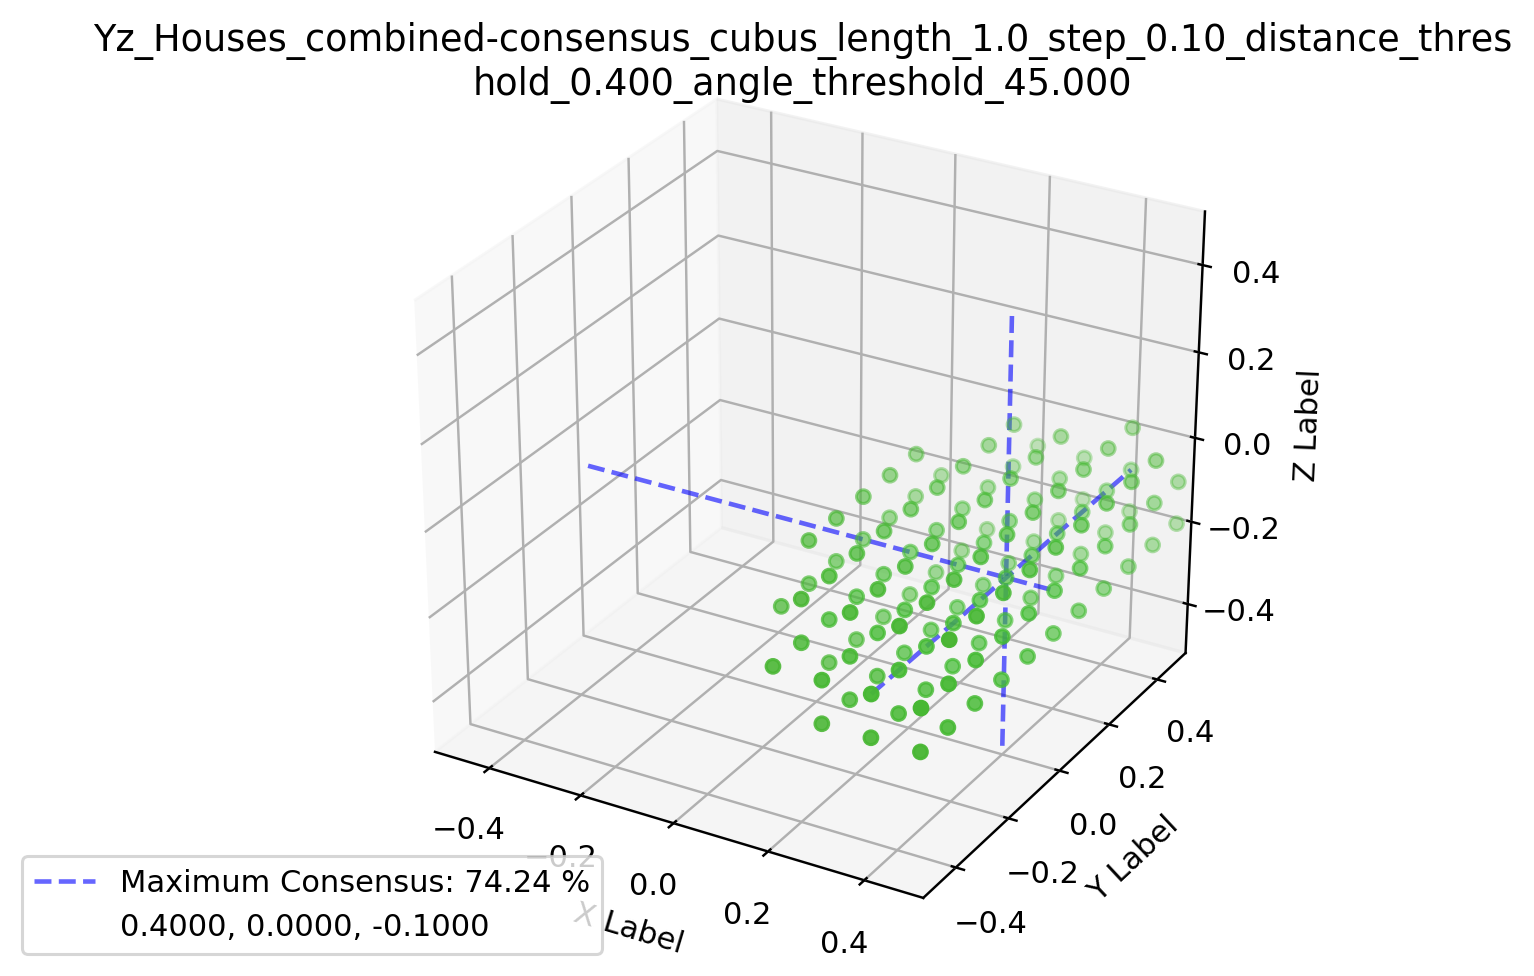 Yz_Houses_combined-consensus_cubus_length_1.0_step_0.10_distance_thres
hold_0.400_angle_threshold_45.000
0.4
0.2
0.0
−0.2
−0.4
Z Label
0.4
0.2
0.0
−0.2
−0.4
Y Label
−0.4
−0.2
0.0
0.2
0.4
X Label
Maximum Consensus: 74.24 %
0.4000, 0.0000, -0.1000